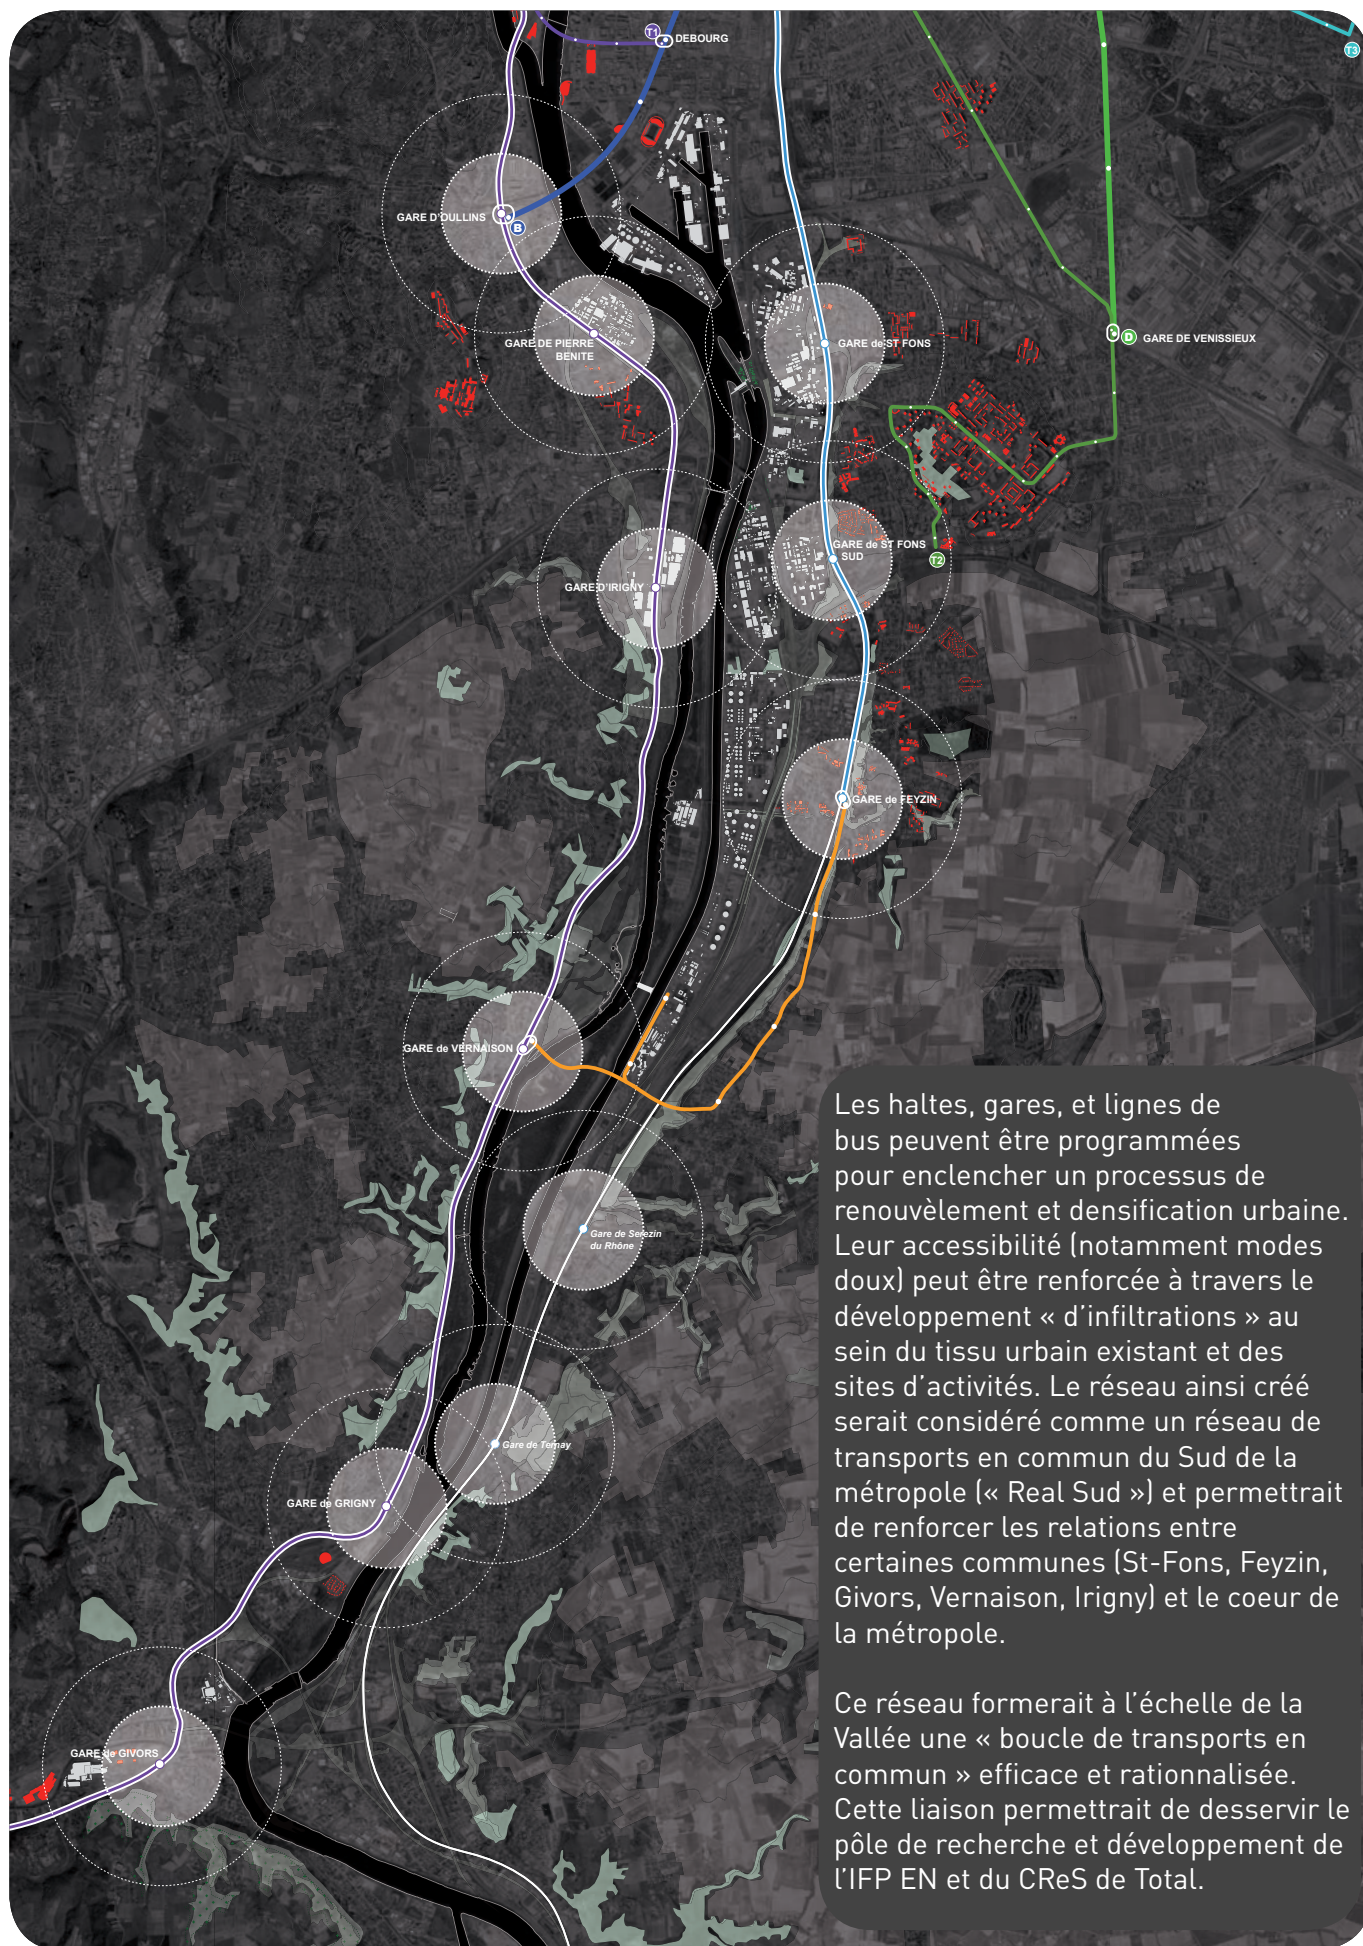 T1
DEBOURG
T3
GARE D'OULLINS
B
GARE DE PIERRE
BENITE
GARE de ST FONS
D
GARE DE VENISSIEUX
GARE de ST FONS
SUD
T2
GARE D'IRIGNY
GARE de FEYZIN
GARE de VERNAISON
Gare de Serezin
du Rhône
Gare de Ternay
GARE de GRIGNY
GARE de GIVORS
Les haltes, gares, et lignes de
bus peuvent être programmées
pour enclencher un processus de
renouvèlement et densification urbaine.
Leur accessibilité (notamment modes
doux) peut être renforcée à travers le
développement « d'infiltrations » au
sein du tissu urbain existant et des
sites d'activités. Le réseau ainsi créé
serait considéré comme un réseau de
transports en commun du Sud de la
métropole (« Real Sud ») et permettrait
de renforcer les relations entre
certaines communes (St-Fons, Feyzin,
Givors, Vernaison, Irigny) et le coeur de
la métropole.
Ce réseau formerait à l'échelle de la
Vallée une « boucle de transports en
commun » efficace et rationnalisée.
Cette liaison permettrait de desservir le
pôle de recherche et développement de
l'IFP EN et du CReS de Total.